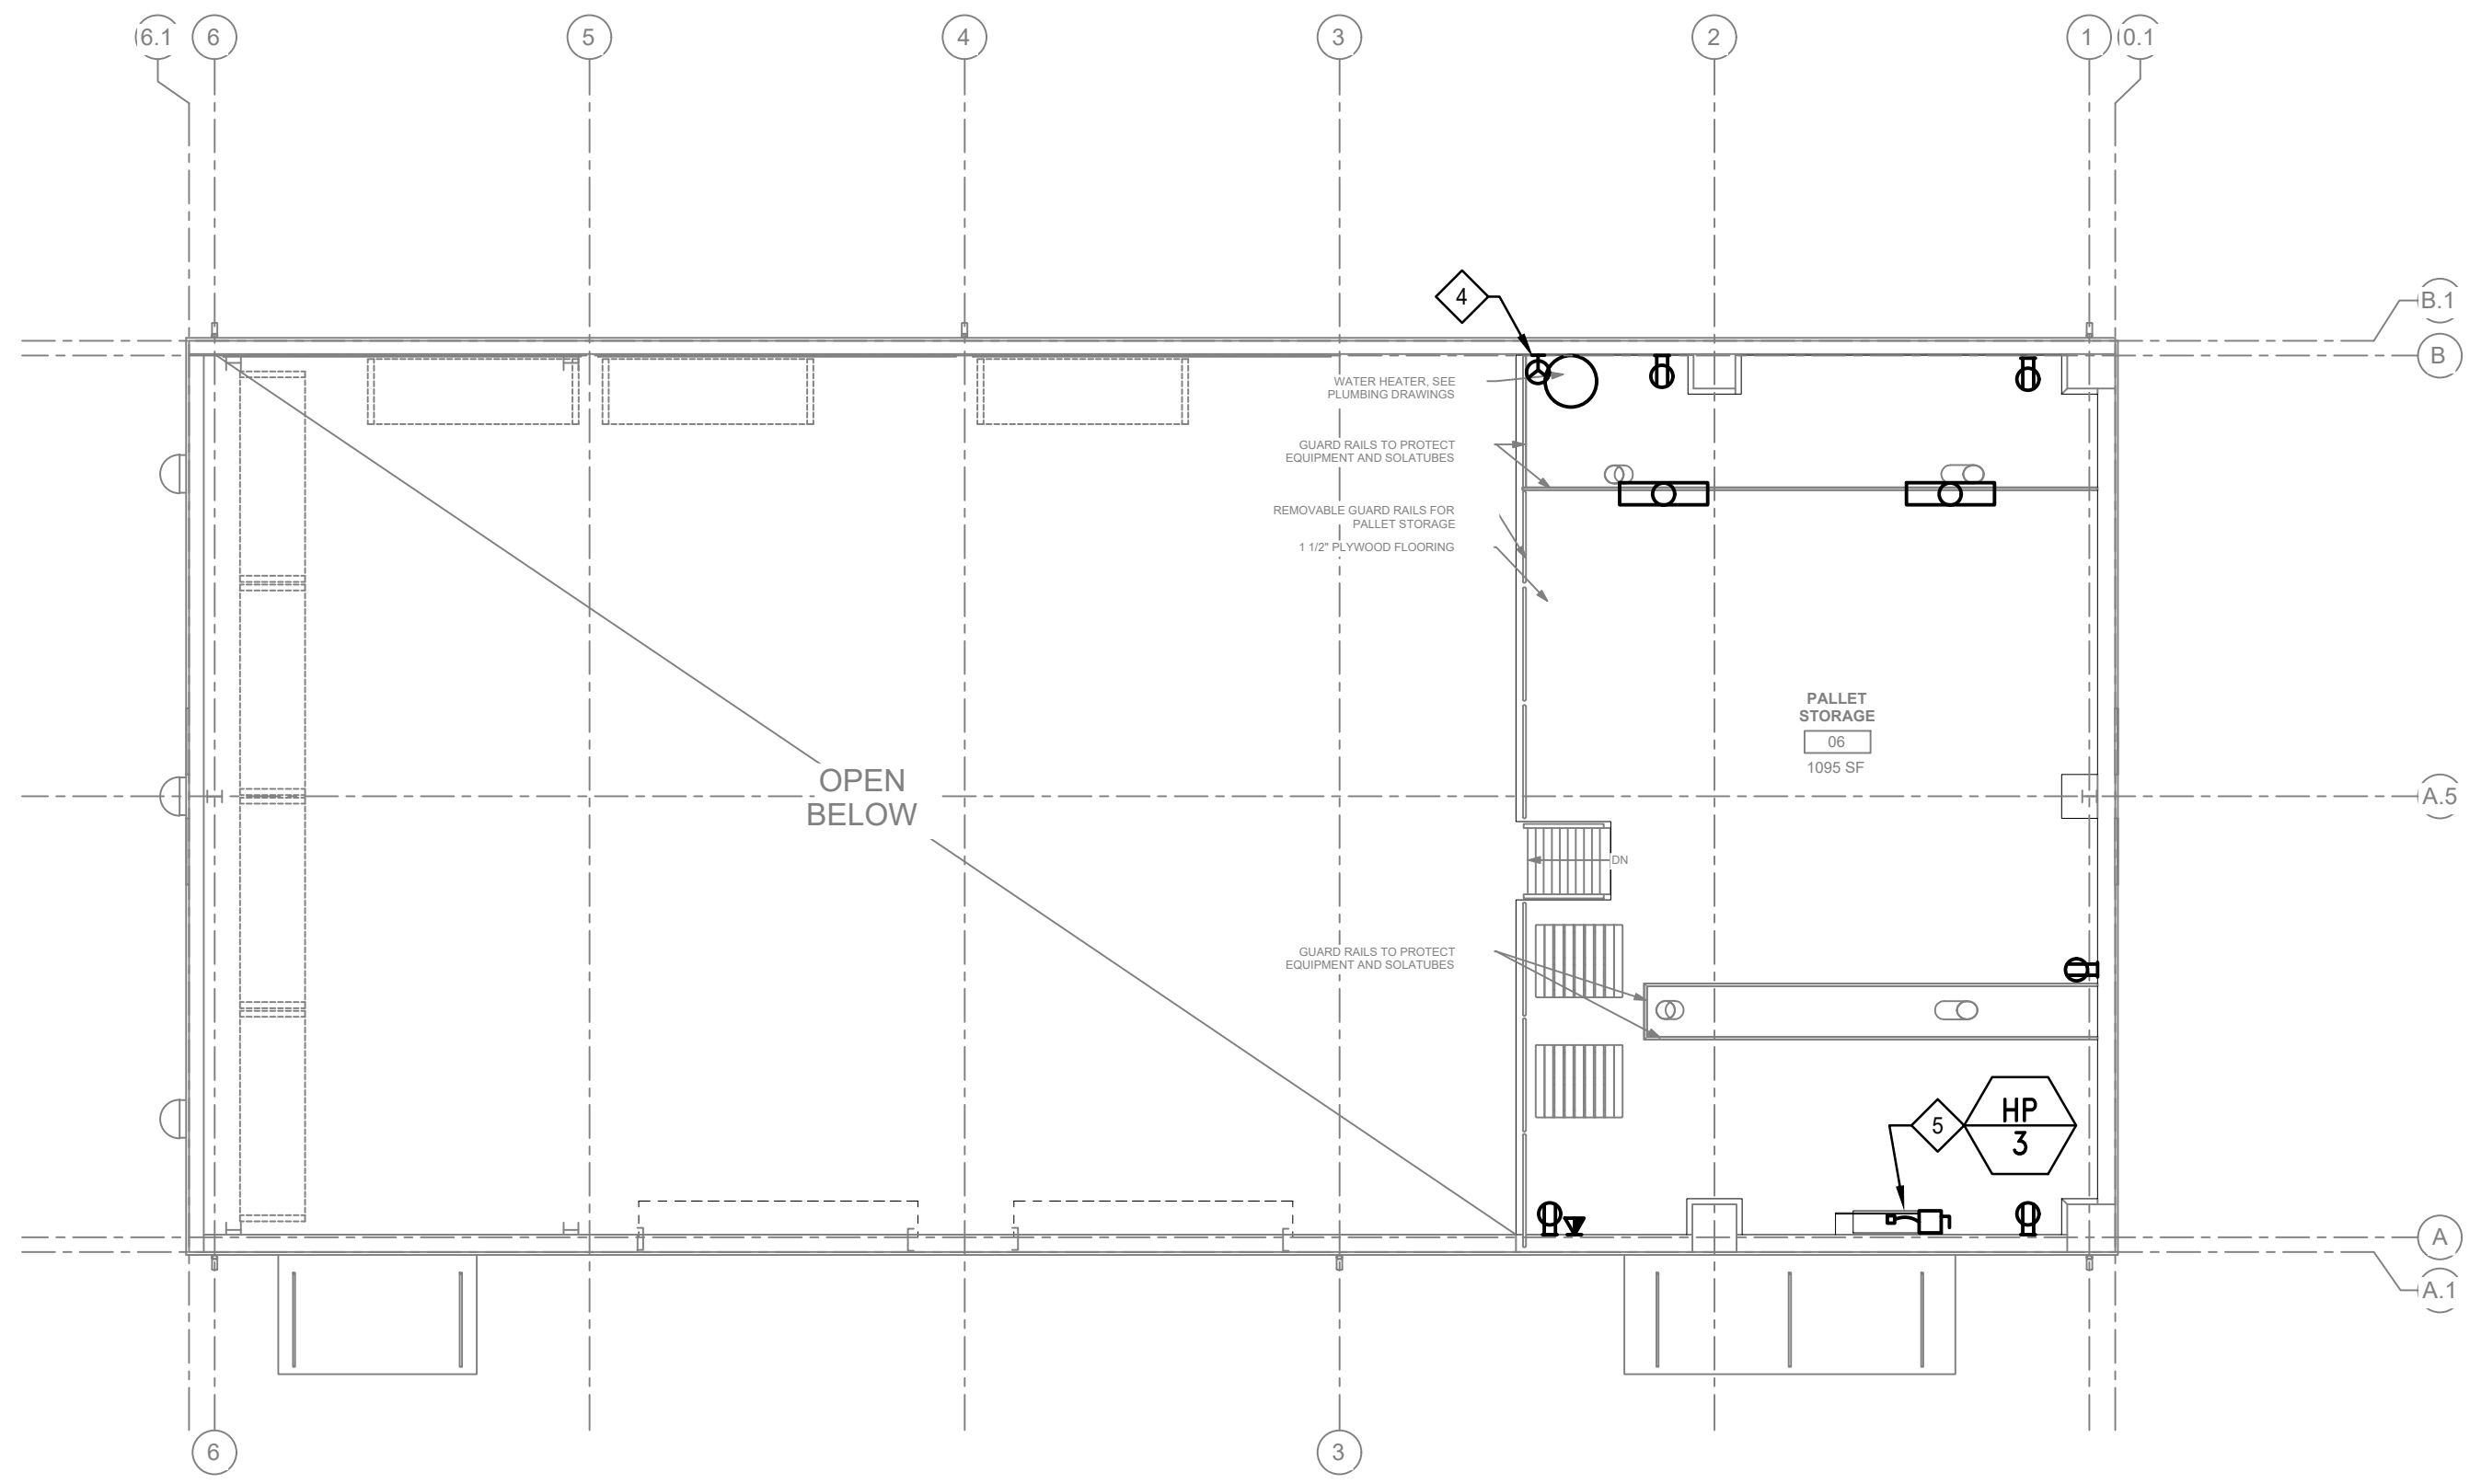 6.1
6
5
4
3
2
1
0.1
4
B.1
B
WATER HEATER, SEE
PLUMBING DRAWINGS
GUARD RAILS TO PROTECT
EQUIPMENT AND SOLATUBES
REMOVABLE GUARD RAILS FOR
PALLET STORAGE
1 1/2" PLYWOOD FLOORING
PALLET
STORAGE
06
1095 SF
OPEN
BELOW
A.5
DN
GUARD RAILS TO PROTECT
EQUIPMENT AND SOLATUBES
HP
5
3
A
A.1
6
3